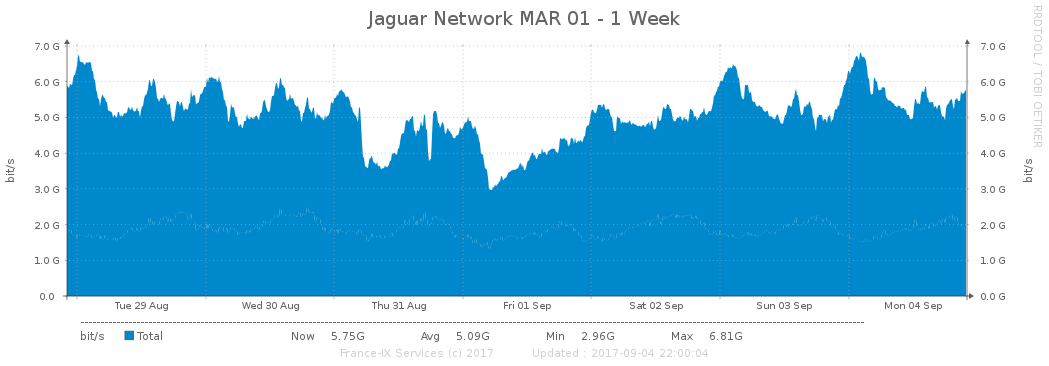 Jaguar Network MAR 01 - 1 Week
RRDTOOL / TOBI OETIKER
7.0 G 7.0 G
6.0 G 6.0 G
5.0 G 5.0 G
4.0 G 4.0 G
3.0 G 3.0 G
2.0 G 2.0 G
1.0 G 1.0 G
0.0 0.0 G
bit/s
bit/s
Tue 29 Aug Wed 30 Aug Thu 31 Aug Fri 01 Sep Sat 02 Sep Sun 03 Sep Mon 04 Sep
bit/s Total Now 5.75G Avg 5.09G Min 2.96G Max 6.81G
France-IX Services (c) 2017 Updated : 2017-09-04 22:00:04